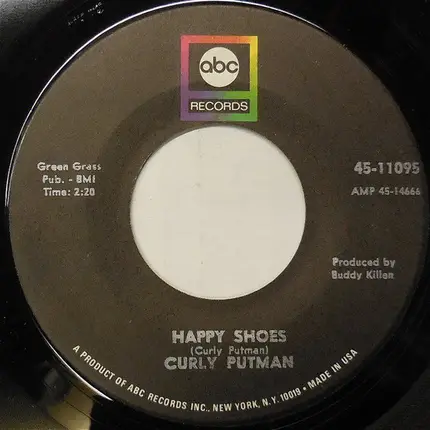 abc
RECORDS
Green Grass
Pub. - BMI
Time: 2:20
45-11095
AMP 45-14666
Produced by
Buddy Killen
HAPPY SHOES
(Curly Putman)
CURLY PUTMAN
A PRODUCT OF ABC RECORDS INC., NEW YORK, N.Y. 10019 • MADE IN USA